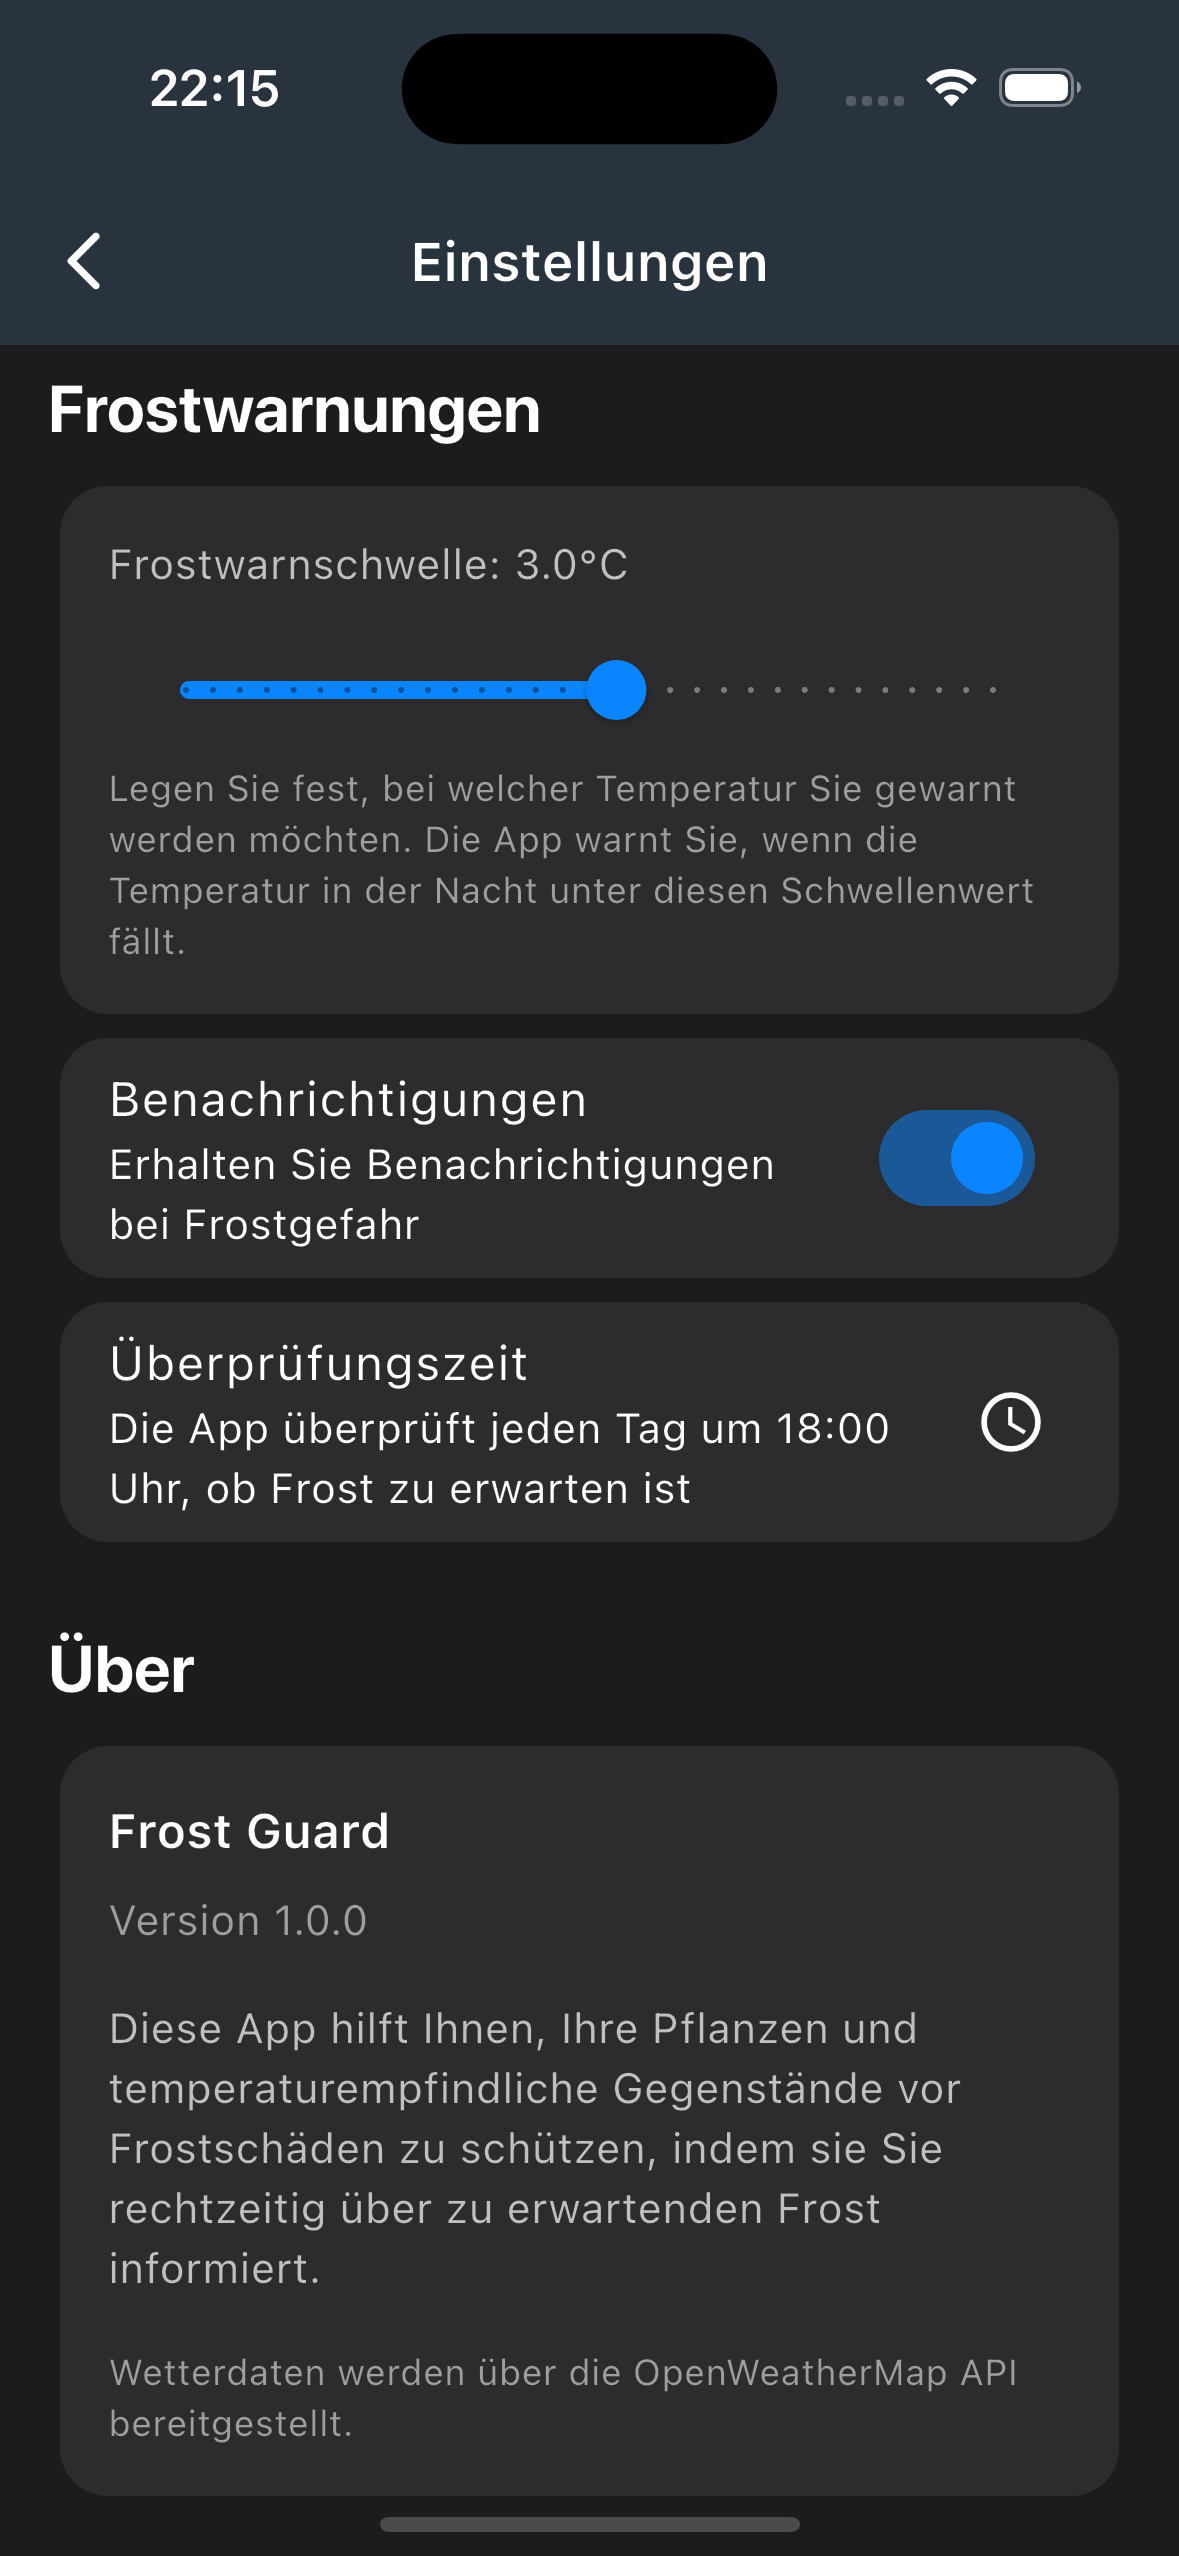 22:15
Einstellungen
Frostwarnungen
Frostwarnschwelle: 3.0°C
Legen Sie fest, bei welcher Temperatur Sie gewarnt
werden möchten. Die App warnt Sie, wenn die
Temperatur in der Nacht unter diesen Schwellenwert
fällt.
Benachrichtigungen
Erhalten Sie Benachrichtigungen
bei Frostgefahr
Überprüfungszeit
Die App überprüft jeden Tag um 18:00
Uhr, ob Frost zu erwarten ist
Über
Frost Guard
Version 1.0.0
Diese App hilft Ihnen, Ihre Pflanzen und
temperaturempfindliche Gegenstände vor
Frostschäden zu schützen, indem sie Sie
rechtzeitig über zu erwartenden Frost
informiert.
Wetterdaten werden über die OpenWeatherMap API
bereitgestellt.